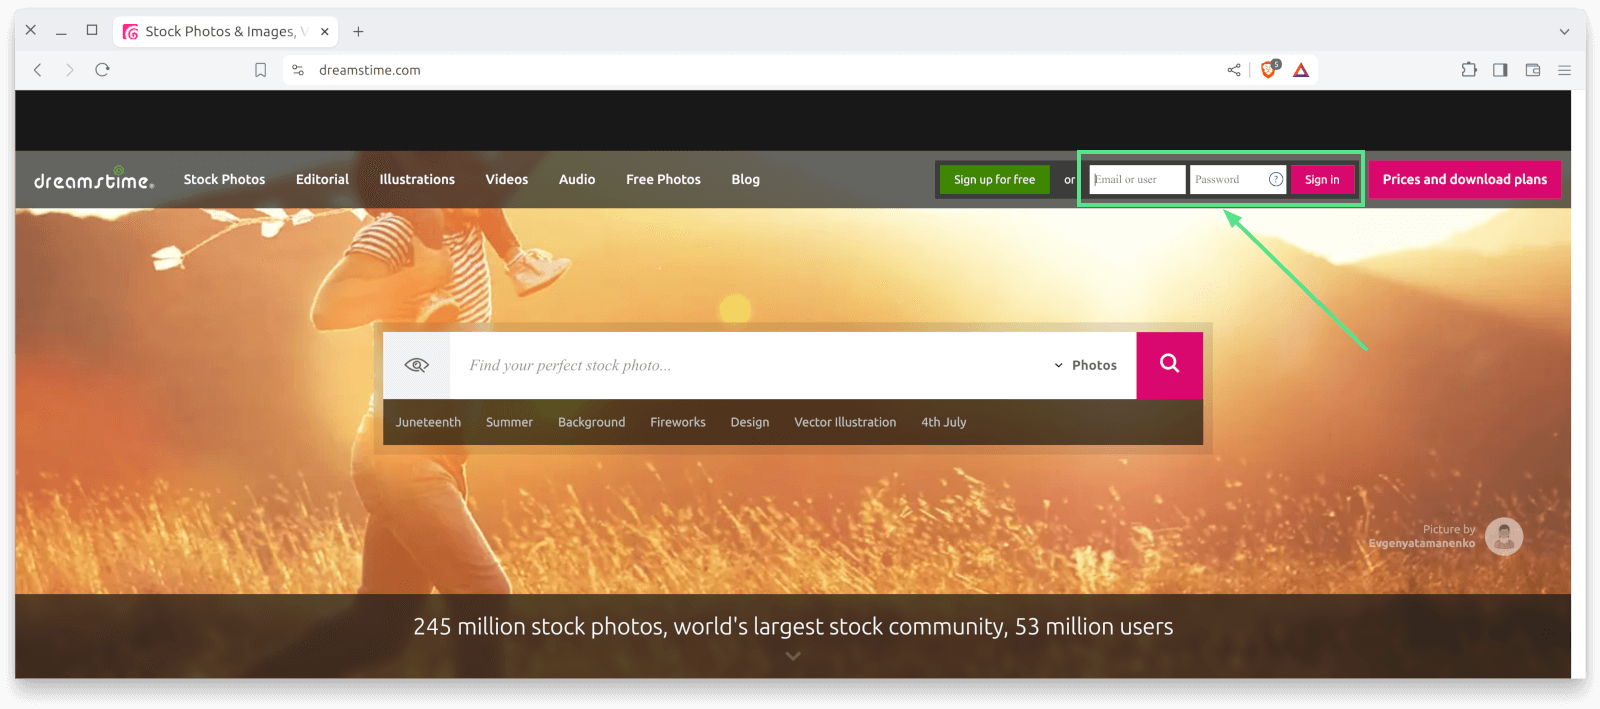 Stock Photos & Images, V
dreamstime.com
5
dreamstime®
Stock Photos
Editorial
Illustrations
Videos
Audio
Free Photos
Blog
Sign up for free
or
Email or user
Password
?
Sign in
Prices and download plans
Find your perfect stock photo...
Photos
Juneteenth
Summer
Background
Fireworks
Design
Vector Illustration
4th July
Picture by
Evgenyatamanenko
245 million stock photos, world's largest stock community, 53 million users